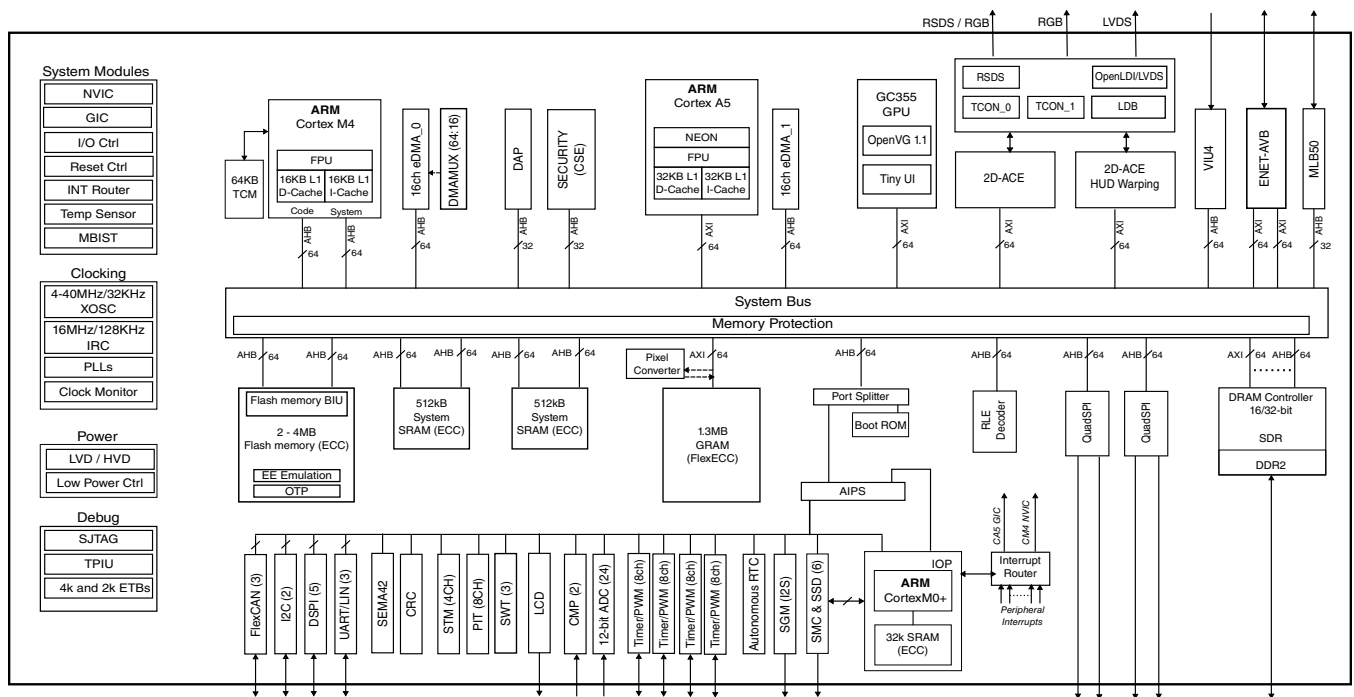 RSDS / RGB
RGB
LVDS
System Modules
NVIC
GIC
I/O Ctrl
Reset Ctrl
INT Router
Temp Sensor
MBIST
Clocking
4-40MHz/32KHz
XOSC
16MHz/128KHz
IRC
PLLs
Clock Monitor
Power
LVD / HVD
Low Power Ctrl
Debug
SJTAG
TPIU
4k and 2k ETBs
64KB
TCM
ARM
Cortex M4
FPU
16KB L1
D-Cache
16KB L1
I-Cache
Code
System
AHB
64
AHB
64
16ch eDMA_0
AHB
64
DMAMUX (64:16)
DAP
AHB
32
SECURITY
(CSE)
AHB
32
ARM
Cortex A5
NEON
FPU
32KB L1
D-Cache
32KB L1
I-Cache
AXI
64
16ch eDMA_1
AHB
64
GC355
GPU
OpenVG 1.1
Tiny UI
AXI
64
RSDS
OpenLDI/LVDS
TCON_0
TCON_1
LDB
2D-ACE
AXI
64
2D-ACE
HUD Warping
AXI
64
VIU4
AHB
64
ENET-AVB
AXI
64
AXI
64
MLB50
AHB
32
System Bus
Memory Protection
AHB
64
AHB
64
Flash memory BIU
2 - 4MB
Flash memory (ECC)
EE Emulation
OTP
AHB
64
AHB
64
512kB
System
SRAM (ECC)
AHB
64
AHB
64
512kB
System
SRAM (ECC)
Pixel
Converter
AXI
64
1.3MB
GRAM
(FlexECC)
AHB
64
Port Splitter
Boot ROM
AIPS
AHB
64
RLE
Decoder
AHB
64
QuadSPI
AHB
64
QuadSPI
AXI
64
AHB
64
DRAM Controller
16/32-bit
SDR
DDR2
FlexCAN (3)
I2C (2)
DSPI (5)
UART/LIN (3)
SEMA42
CRC
STM (4CH)
PIT (8CH)
SWT (3)
LCD
CMP (2)
12-bit ADC (24)
Timer/PWM (8ch)
Timer/PWM (8ch)
Timer/PWM (8ch)
Timer/PWM (8ch)
Autonomous RTC
SGM (I2S)
SMC & SSD (6)
IOP
ARM
CortexM0+
32k SRAM
(ECC)
CA5 GIC
CM4 NVIC
Interrupt
Router
Peripheral
Interrupts